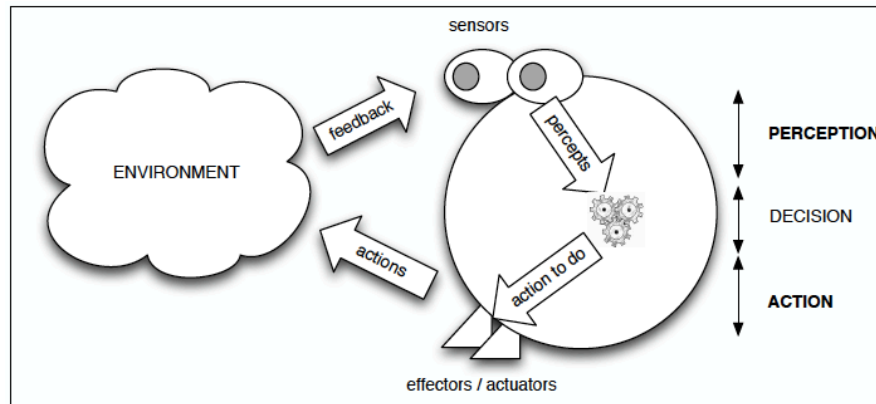 sensors
feedback
percepts
PERCEPTION
ENVIRONMENT
DECISION
actions
action to do
ACTION
effectors / actuators